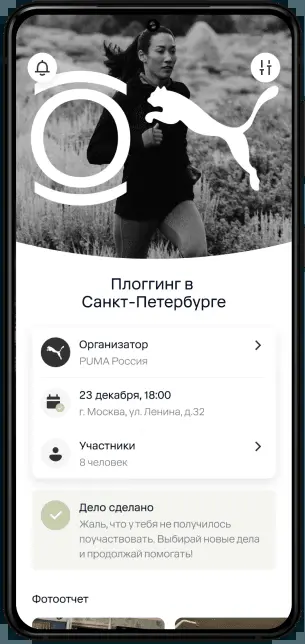 Плоггинг в
Санкт-Петербурге
Организатор
PUMA Россия
23 декабря, 18:00
г. Москва, ул. Ленина, д.32
Участники
8 человек
Дело сделано
Жаль, что у тебя не получилось
поучаствовать. Выбирай новые дела
и продолжай помогать!
Фотоотчет